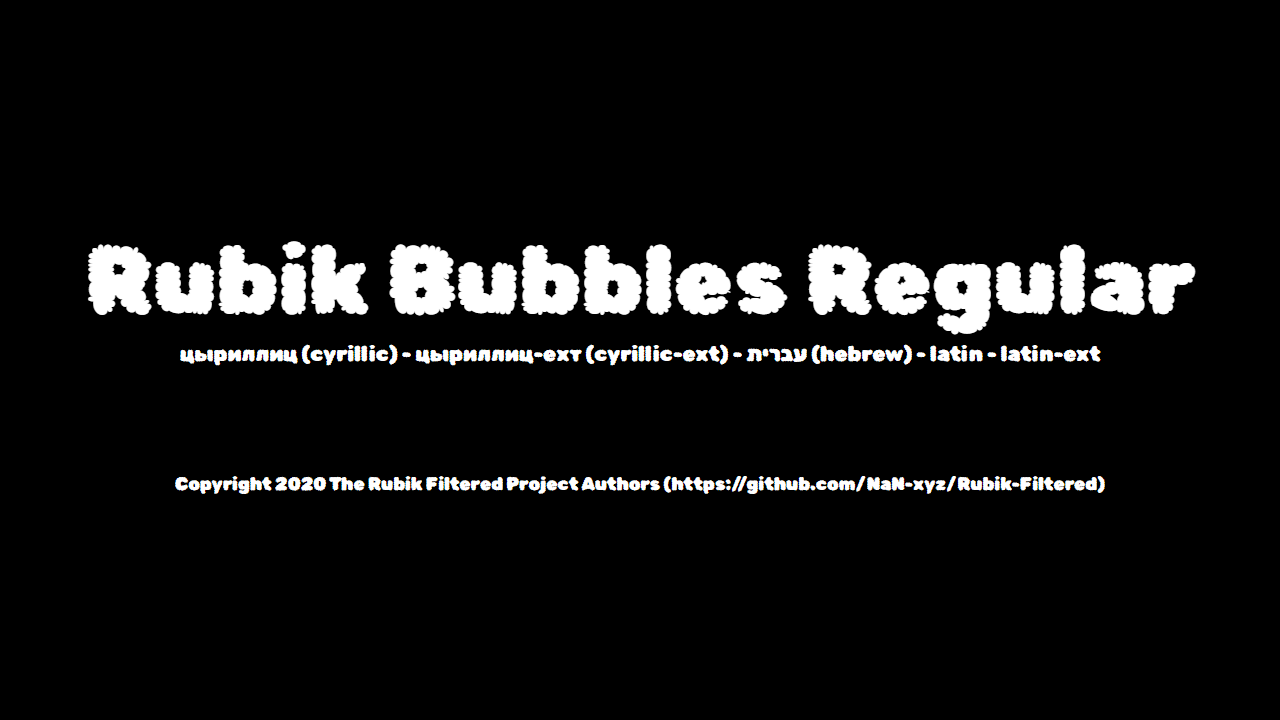 Rubik Bubbles Regular
цыриллиц (cyrillic) - цыриллиц-ехт (cyrillic-ext) - עברית (hebrew) - latin - latin-ext
Copyright 2020 The Rubik Filtered Project Authors (https://github.com/NaN-xyz/Rubik-Filtered)